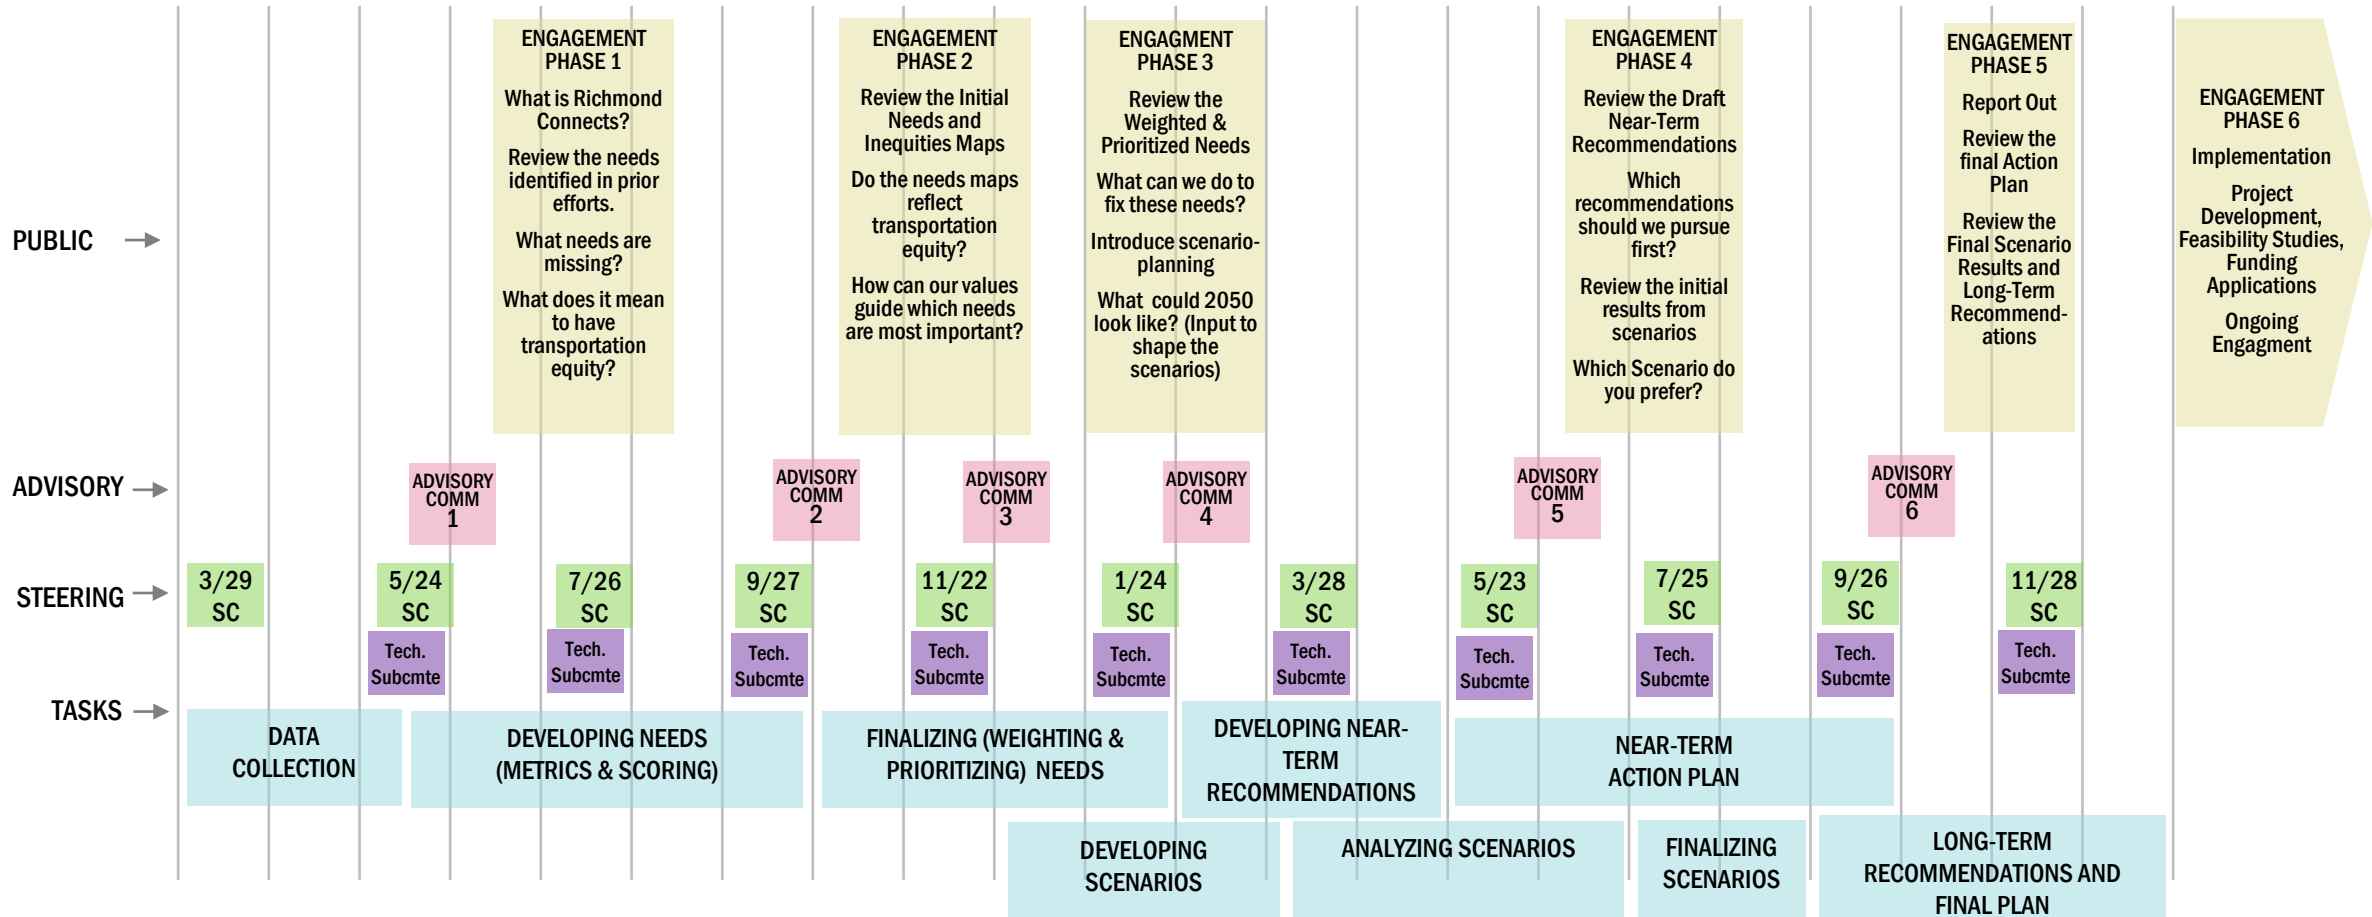 PUBLIC
ENGAGEMENT
PHASE 1
What is Richmond
Connects?
Review the needs
identified in prior
efforts.
What needs are
missing?
What does it mean
to have
transportation
equity?
ENGAGEMENT
PHASE 2
Review the Initial
Needs and
Inequities Maps
Do the needs maps
reflect
transportation
equity?
How can our values
guide which needs
are most important?
ENGAGMENT
PHASE 3
Review the
Weighted &
Prioritized Needs
What can we do to
fix these needs?
Introduce scenario-
planning
What could 2050
look like? (Input to
shape the
scenarios)
ENGAGEMENT
PHASE 4
Review the Draft
Near-Term
Recommendations
Which
recommendations
should we pursue
first?
Review the initial
results from
scenarios
Which Scenario do
you prefer?
ENGAGEMENT
PHASE 5
Report Out
Review the
final Action
Plan
Review the
Final Scenario
Results and
Long-Term
Recommend-
ations
ENGAGEMENT
PHASE 6
Implementation
Project
Development,
Feasibility Studies,
Funding
Applications
Ongoing
Engagment
ADVISORY
ADVISORY
COMM
1
ADVISORY
COMM
2
ADVISORY
COMM
3
ADVISORY
COMM
4
ADVISORY
COMM
5
ADVISORY
COMM
6
STEERING
3/29
SC
5/24
SC
7/26
SC
9/27
SC
11/22
SC
1/24
SC
3/28
SC
5/23
SC
7/25
SC
9/26
SC
11/28
SC
Tech.
Subcmte
Tech.
Subcmte
Tech.
Subcmte
Tech.
Subcmte
Tech.
Subcmte
Tech.
Subcmte
Tech.
Subcmte
Tech.
Subcmte
Tech.
Subcmte
Tech.
Subcmte
TASKS
DATA
COLLECTION
DEVELOPING NEEDS
(METRICS & SCORING)
FINALIZING (WEIGHTING &
PRIORITIZING) NEEDS
DEVELOPING NEAR-
TERM
RECOMMENDATIONS
NEAR-TERM
ACTION PLAN
DEVELOPING
SCENARIOS
ANALYZING SCENARIOS
FINALIZING
SCENARIOS
LONG-TERM
RECOMMENDATIONS AND
FINAL PLAN